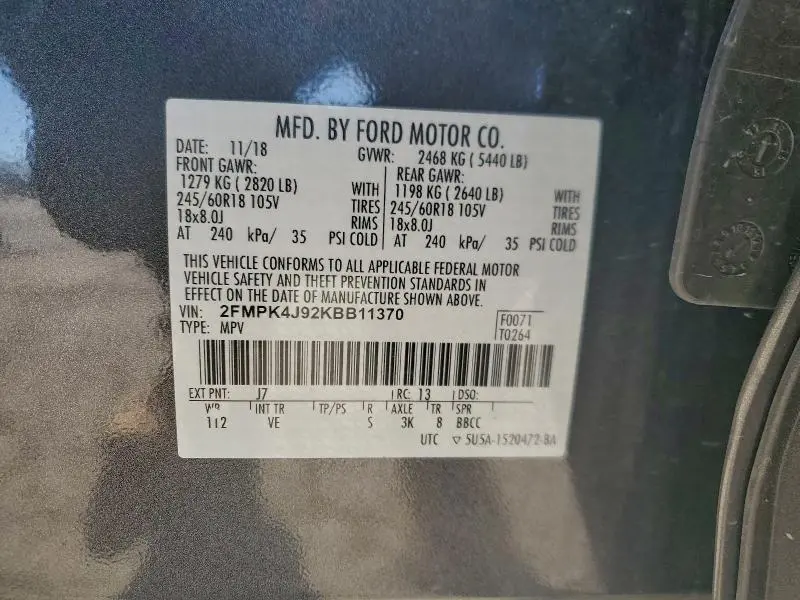 MFD. BY FORD MOTOR CO.
DATE: 11/18 GVWR: 2468 KG ( 5440 LB)
FRONT GAWR: REAR GAWR:
1279 KG ( 2820 LB) WITH 1198 KG ( 2640 LB) WITH
245/60R18 105V TIRES 245/60R18 105V TIRES
18x8.0J RIMS 18x8.0J RIMS
AT 240 kPa/ 35 PSI COLD AT 240 kPa/ 35 PSI COLD
THIS VEHICLE CONFORMS TO ALL APPLICABLE FEDERAL MOTOR
VEHICLE SAFETY AND THEFT PREVENTION STANDARDS IN
EFFECT ON THE DATE OF MANUFACTURE SHOWN ABOVE.
VIN: 2FMPK4J92KBB11370 F0071
TYPE: MPV T0264
EXT PNT: J7 RC: 13 DSO:
WB INT TR TP/PS R AXLE TR SPR
112 VE S 3K 8 BBCC
UTC ▽ 5U5A-1520472-BA